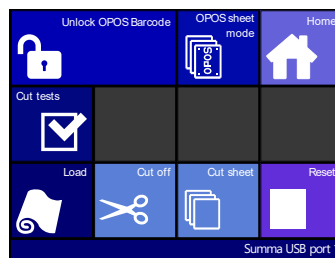 Unlock OPOS Barcode
OPOS sheet
mode
Home
OPOS
Cut tests
Load
Cut off
Cut sheet
Reset
Summa USB port